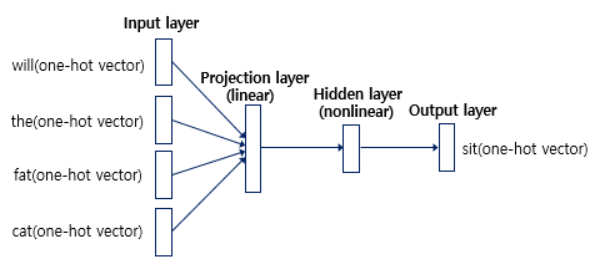 Input layer
will(one-hot vector)
the(one-hot vector)
fat(one-hot vector)
cat(one-hot vector)
Projection layer
(linear)
Hidden layer
(nonlinear)
Output layer
sit(one-hot vector)